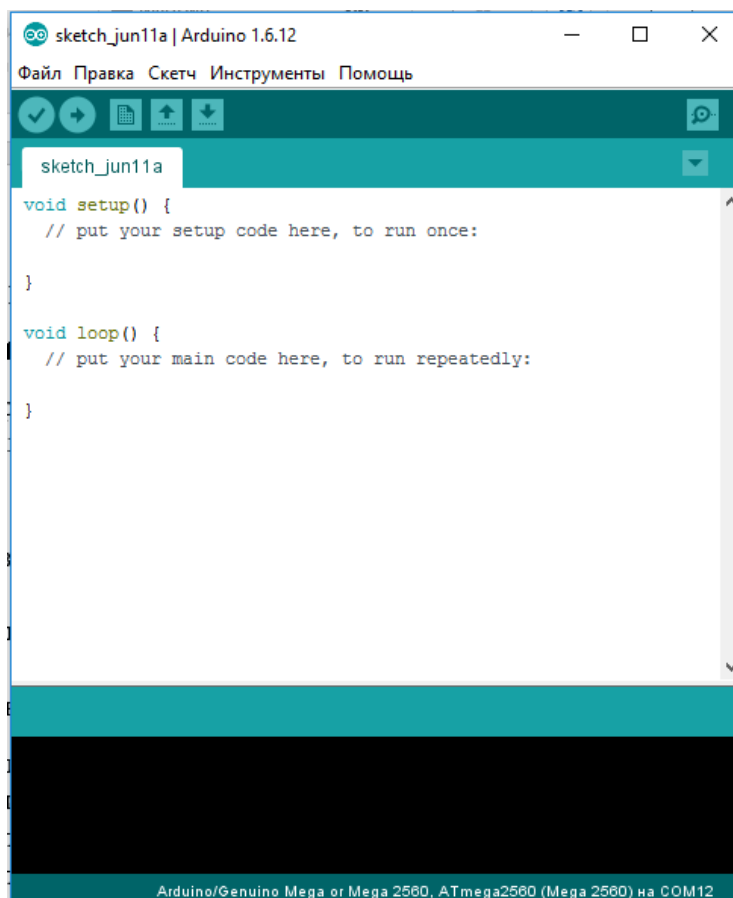 sketch_jun11a | Arduino 1.6.12
Файл Правка Скетч Инструменты Помощь
sketch_jun11a
void setup() {
  // put your setup code here, to run once:
}
void loop() {
  // put your main code here, to run repeatedly:
}
Arduino/Genuino Mega or Mega 2560, ATmega2560 (Mega 2560) на COM12